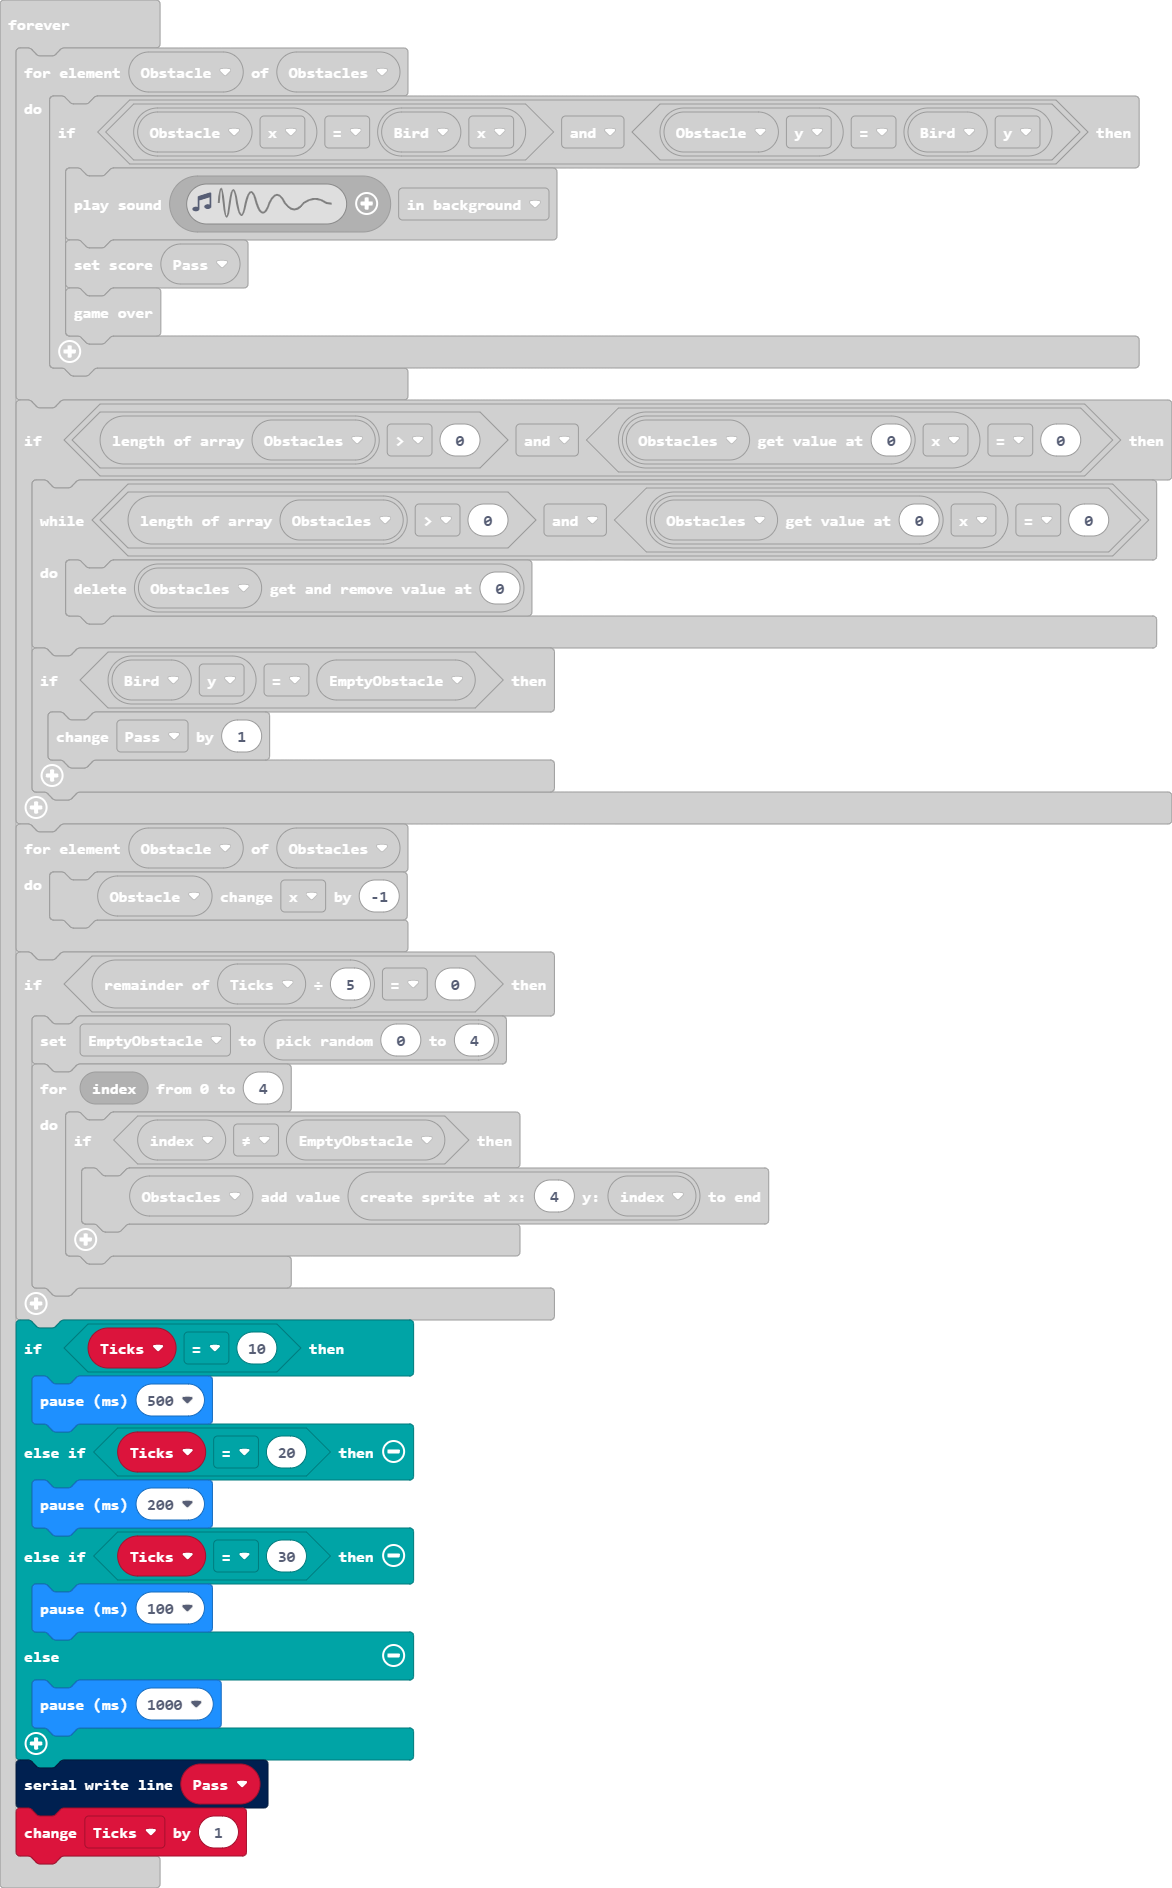 forever
for element Obstacle of Obstacles
do
if Obstacle x = Bird x and Obstacle y = Bird y then
play sound in background
set score Pass
game over
if length of array Obstacles > 0 and Obstacles get value at 0 x = 0 then
while length of array Obstacles > 0 and Obstacles get value at 0 x = 0
do
delete Obstacles get and remove value at 0
if Bird y = EmptyObstacle then
change Pass by 1
for element Obstacle of Obstacles
do
Obstacle change x by -1
if remainder of Ticks ÷ 5 = 0 then
set EmptyObstacle to pick random 0 to 4
for index from 0 to 4
do
if index ≠ EmptyObstacle then
Obstacles add value create sprite at x: 4 y: index to end
if Ticks = 10 then
pause (ms) 500
else if Ticks = 20 then
pause (ms) 200
else if Ticks = 30 then
pause (ms) 100
else
pause (ms) 1000
serial write line Pass
change Ticks by 1